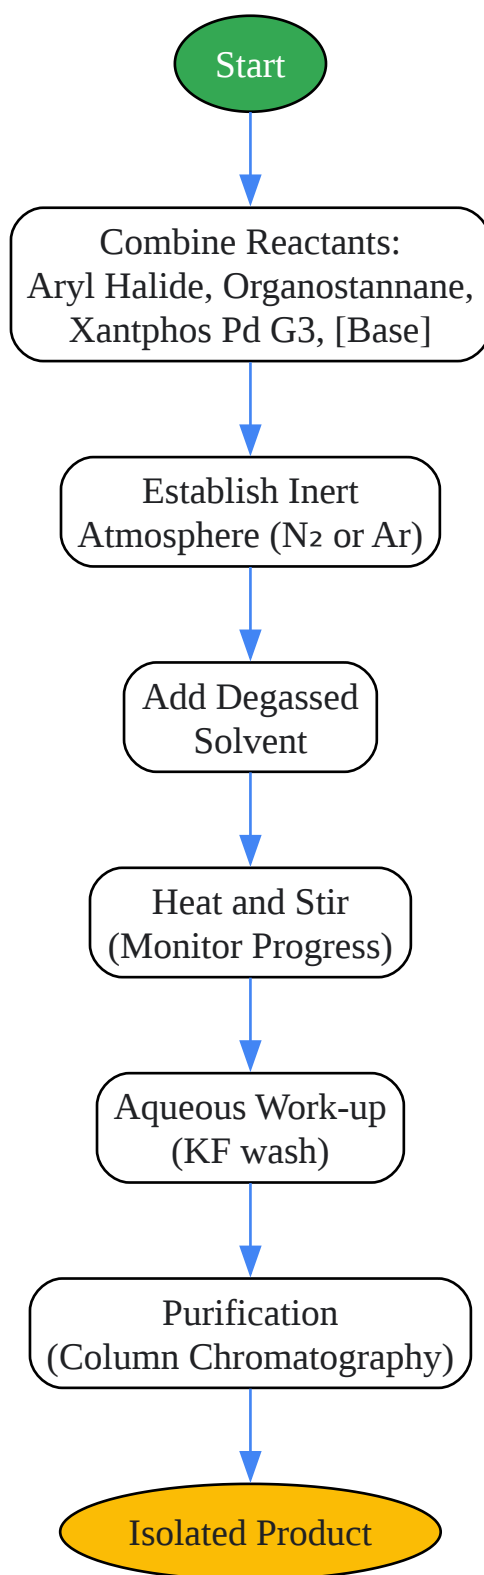 Start
Combine Reactants:
Aryl Halide, Organostannane,
Xantphos Pd G3, [Base]
Establish Inert
Atmosphere (N₂ or Ar)
Add Degassed
Solvent
Heat and Stir
(Monitor Progress)
Aqueous Work-up
(KF wash)
Purification
(Column Chromatography)
Isolated Product